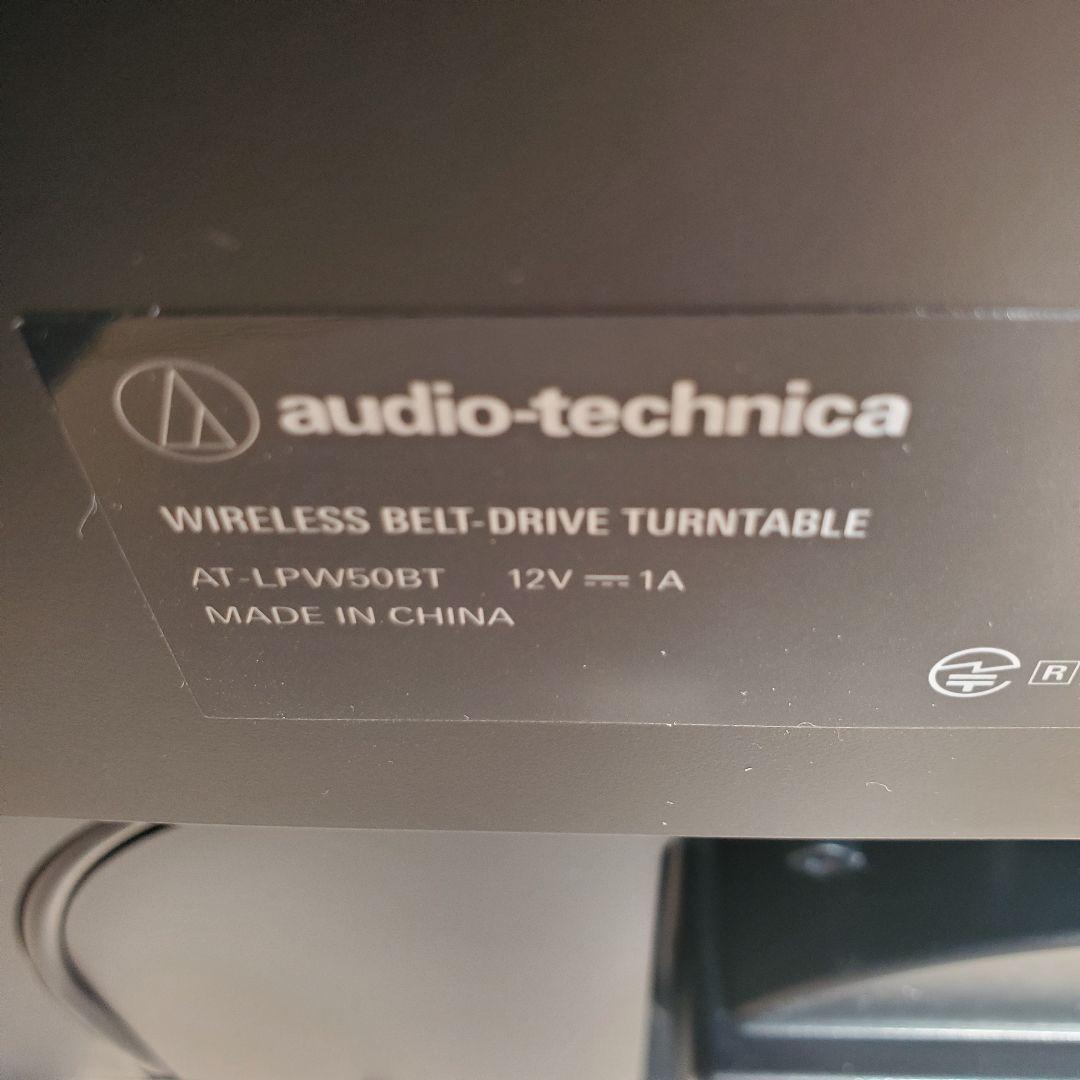 audio-technica
WIRELESS BELT-DRIVE TURNTABLE
AT-LPW50BT 12V ⎓ 1A
MADE IN CHINA
R